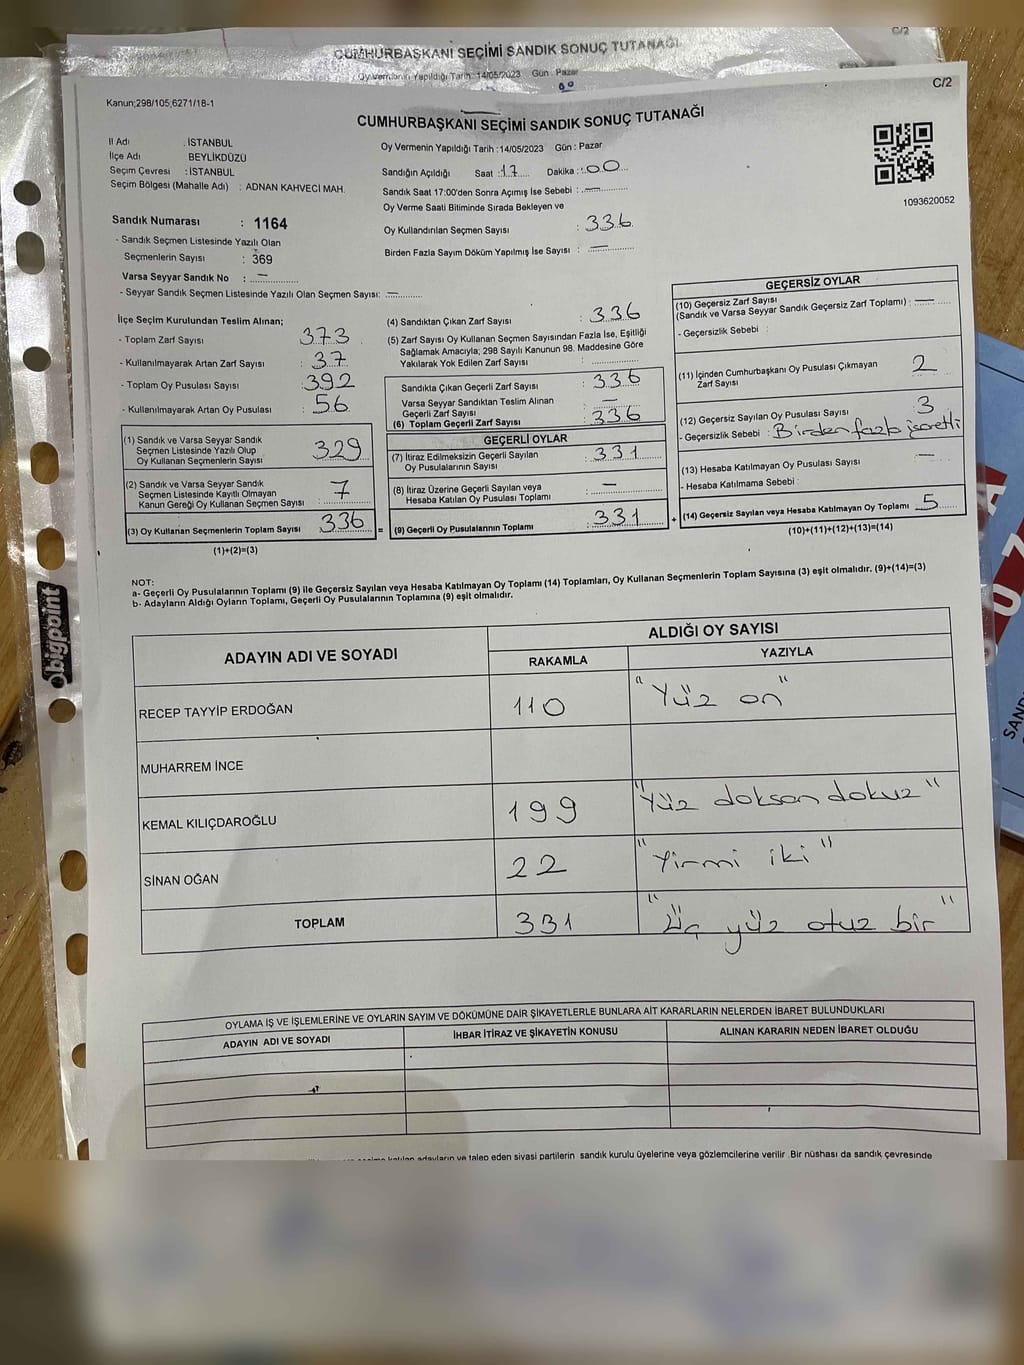 C/2
CUMHURBAŞKANI SEÇİMİ SANDIK SONUÇ TUTANAĞI
Oy Vermenin Yapıldığı Tarih : 14/05/2023 Gün : Pazar
C/2
Kanun;298/105,6271/18-1
CUMHURBAŞKANI SEÇİMİ SANDIK SONUÇ TUTANAĞI
İl Adı : İSTANBUL
İlçe Adı BEYLİKDÜZÜ
Seçim Çevresi : İSTANBUL
Seçim Bölgesi (Mahalle Adı) : ADNAN KAHVECİ MAH.
Oy Vermenin Yapıldığı Tarih : 14/05/2023 Gün : Pazar
Sandığın Açıldığı Saat : 17 Dakika : 00
Sandık Saat 17:00'den Sonra Açımış İse Sebebi : —
Oy Verme Saati Bitiminde Sırada Bekleyen ve
Oy Kullandırılan Seçmen Sayısı : 336
Birden Fazla Sayım Döküm Yapılmış İse Sayısı : —
1093620052
Sandık Numarası : 1164
- Sandık Seçmen Listesinde Yazılı Olan
Seçmenlerin Sayısı : 369
Varsa Seyyar Sandık No : —
- Seyyar Sandık Seçmen Listesinde Yazılı Olan Seçmen Sayısı: —
İlçe Seçim Kurulundan Teslim Alınan;
- Toplam Zarf Sayısı : 373
- Kullanılmayarak Artan Zarf Sayısı : 37
- Toplam Oy Pusulası Sayısı : 392
- Kullanılmayarak Artan Oy Pusulası : 56
(1) Sandık ve Varsa Seyyar Sandık
Seçmen Listesinde Yazılı Olup
Oy Kullanan Seçmenlerin Sayısı : 329
(2) Sandık ve Varsa Seyyar Sandık
Seçmen Listesinde Kayıtlı Olmayan
Kanun Gereği Oy Kullanan Seçmen Sayısı : 7
(3) Oy Kullanan Seçmenlerin Toplam Sayısı : 336 =
(1)+(2)=(3)
(4) Sandıktan Çıkan Zarf Sayısı : 336
(5) Zarf Sayısı Oy Kullanan Seçmen Sayısından Fazla İse, Eşitliği
Sağlamak Amacıyla; 298 Sayılı Kanunun 98. Maddesine Göre
Yakılarak Yok Edilen Zarf Sayısı :
Sandıkta Çıkan Geçerli Zarf Sayısı : 336
Varsa Seyyar Sandıktan Teslim Alınan
Geçerli Zarf Sayısı : —
(6) Toplam Geçerli Zarf Sayısı : 336
GEÇERLİ OYLAR
(7) İtiraz Edilmeksizin Geçerli Sayılan
Oy Pusulalarının Sayısı : 331
(8) İtiraz Üzerine Geçerli Sayılan veya
Hesaba Katılan Oy Pusulası Toplamı : —
(9) Geçerli Oy Pusulalarının Toplamı : 331 +
GEÇERSİZ OYLAR
(10) Geçersiz Zarf Sayısı
(Sandık ve Varsa Seyyar Sandık Geçersiz Zarf Toplamı) : —
- Geçersizlik Sebebi :
(11) İçinden Cumhurbaşkanı Oy Pusulası Çıkmayan
Zarf Sayısı 2
(12) Geçersiz Sayılan Oy Pusulası Sayısı : 3
- Geçersizlik Sebebi : Birden fazla işaretli
(13) Hesaba Katılmayan Oy Pusulası Sayısı : —
- Hesaba Katılmama Sebebi :
(14) Geçersiz Sayılan veya Hesaba Katılmayan Oy Toplamı : 5
(10)+(11)+(12)+(13)=(14)
NOT:
a- Geçerli Oy Pusulalarının Toplamı (9) ile Geçersiz Sayılan veya Hesaba Katılmayan Oy Toplamı (14) Toplamları, Oy Kullanan Seçmenlerin Toplam Sayısına (3) eşit olmalıdır. (9)+(14)=(3)
b- Adayların Aldığı Oyların Toplamı, Geçerli Oy Pusulalarının Toplamına (9) eşit olmalıdır.
bigpoint
ADAYIN ADI VE SOYADI ALDIĞI OY SAYISI
RAKAMLA YAZIYLA
RECEP TAYYİP ERDOĞAN 110 "Yüz on"
MUHARREM İNCE
KEMAL KILIÇDAROĞLU 199 "Yüz doksan dokuz"
SİNAN OĞAN 22 "Yirmi iki"
TOPLAM 331 "Üç yüz otuz bir"
OYLAMA İŞ VE İŞLEMLERİNE VE OYLARIN SAYIM VE DÖKÜMÜNE DAİR ŞİKAYETLERLE BUNLARA AİT KARARLARIN NELERDEN İBARET BULUNDUKLARI
ADAYIN ADI VE SOYADI İHBAR İTİRAZ VE ŞİKAYETİN KONUSU ALINAN KARARIN NEDEN İBARET OLDUĞU
katılan adayların ve talep eden siyasi partilerin sandık kurulu üyelerine veya gözlemcilerine verilir. Bir nüshası da sandık çevresinde